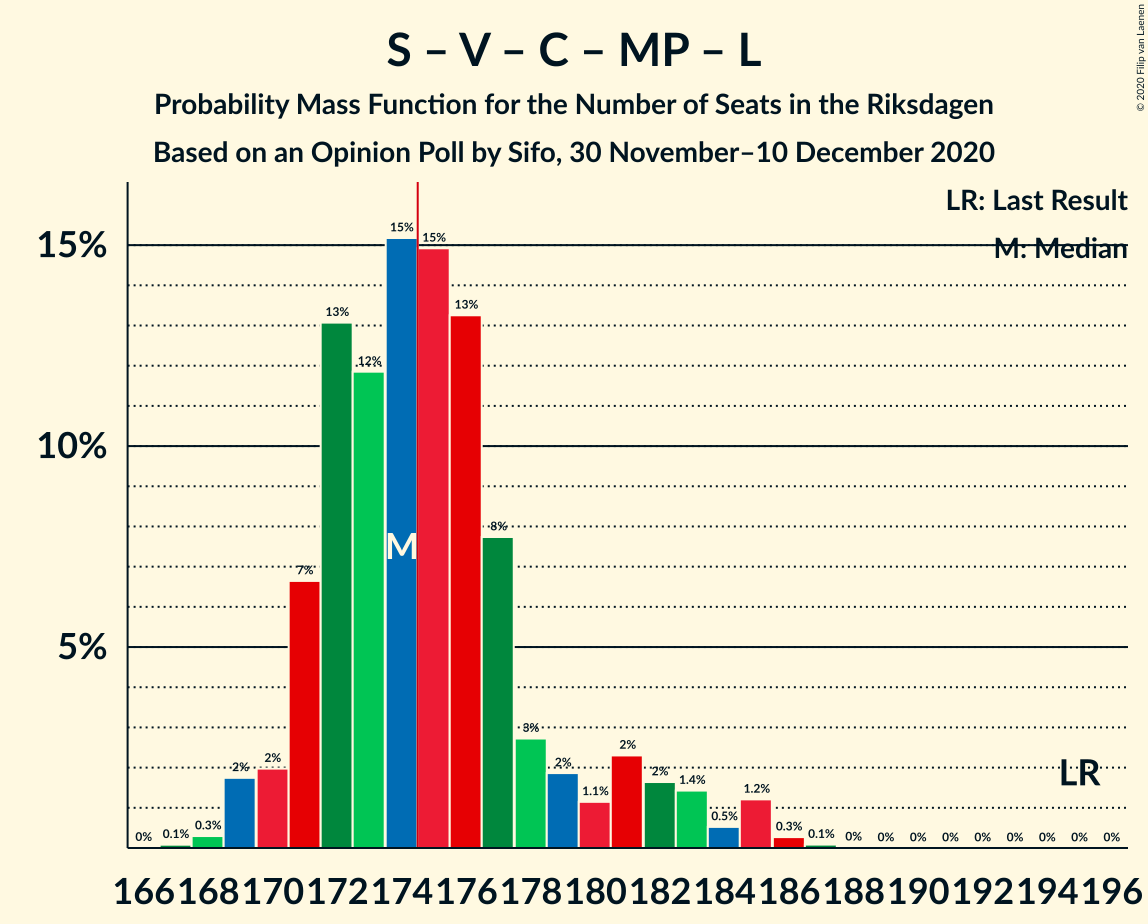 S – V – C – MP – L
Probability Mass Function for the Number of Seats in the Riksdagen
Based on an Opinion Poll by Sifo, 30 November–10 December 2020
© 2020 Filip van Laenen
LR: Last Result
M: Median
15%
10%
5%
0% 0.1% 0.3% 2% 2% 7% 13% 12% 15% 15% 13% 8% 3% 2% 1.1% 2% 2% 1.4% 0.5% 1.2% 0.3% 0.1% 0% 0% 0% 0% 0% 0% 0% 0% 0%
M
LR
166 168 170 172 174 176 178 180 182 184 186 188 190 192 194 196